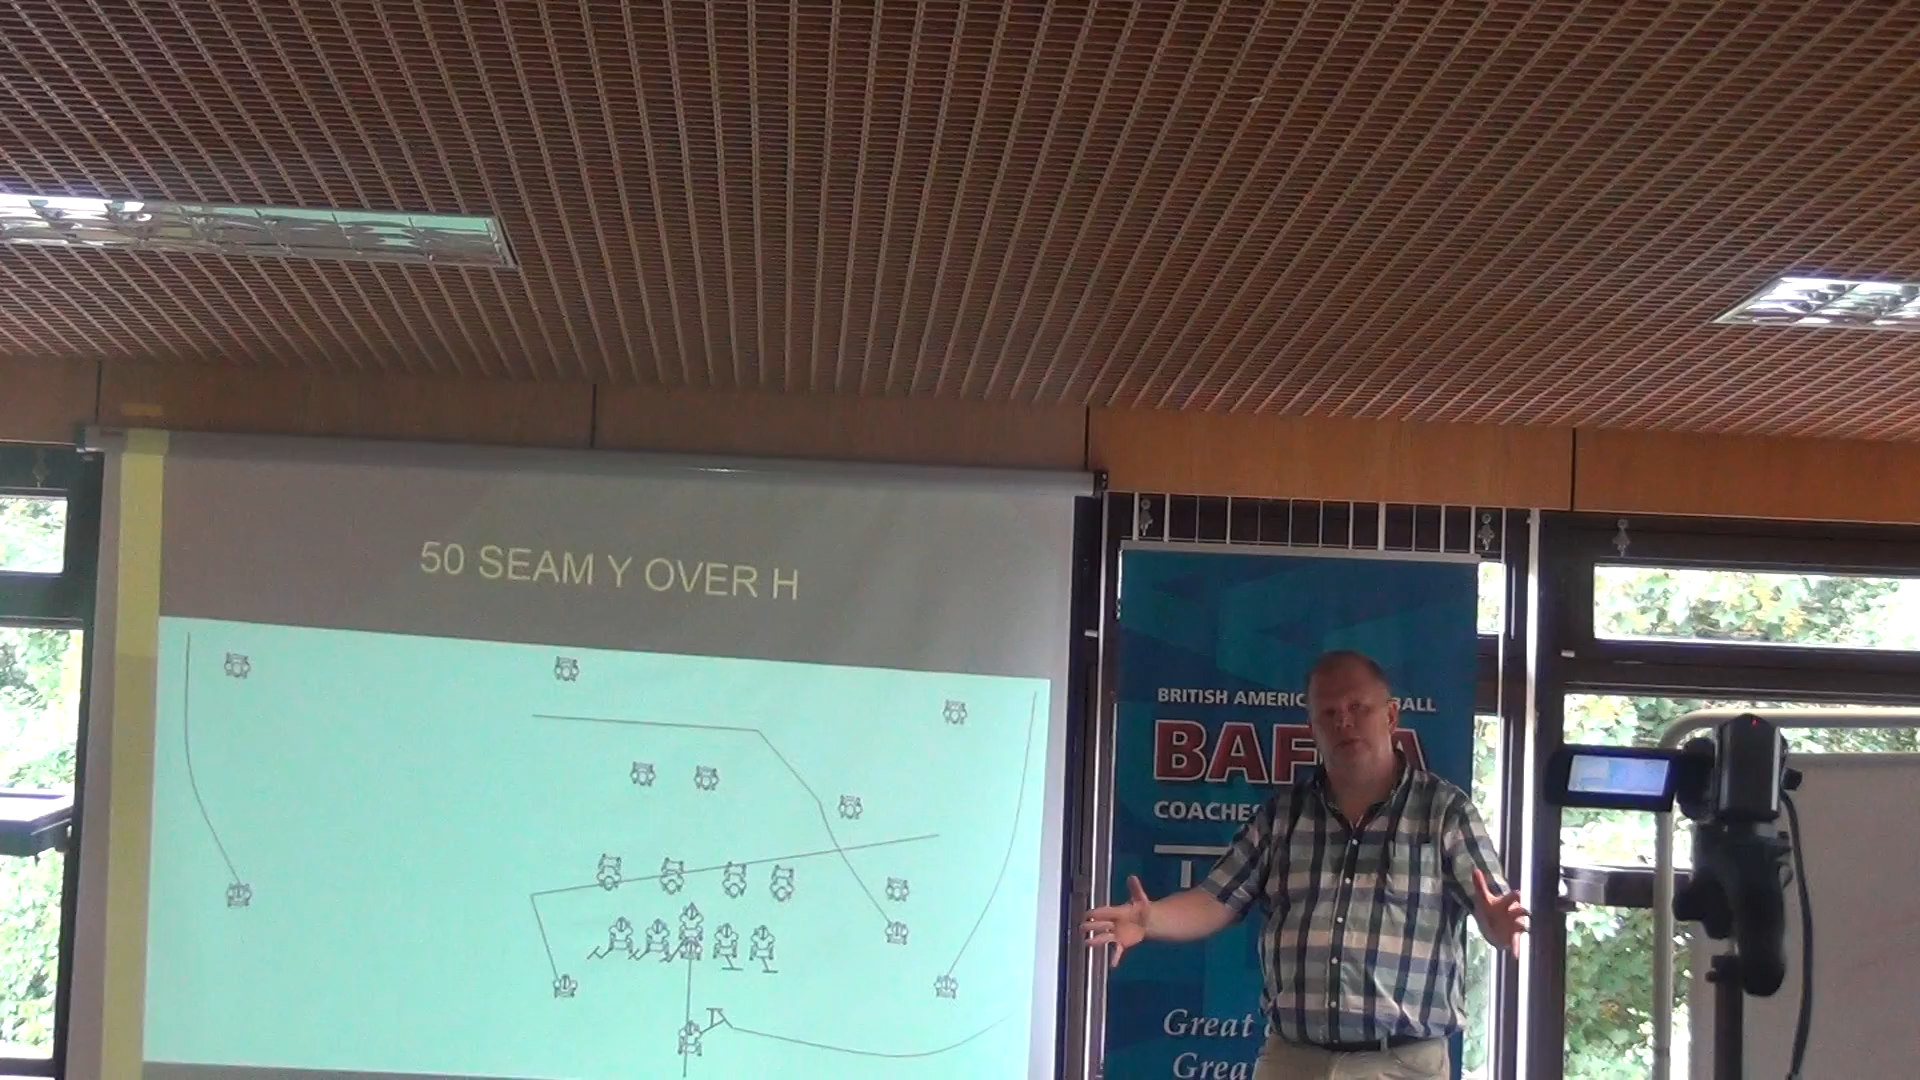 50 SEAM Y OVER H
BRITISH AMERIC BALL
BAF A
COACHES
Great
Grea